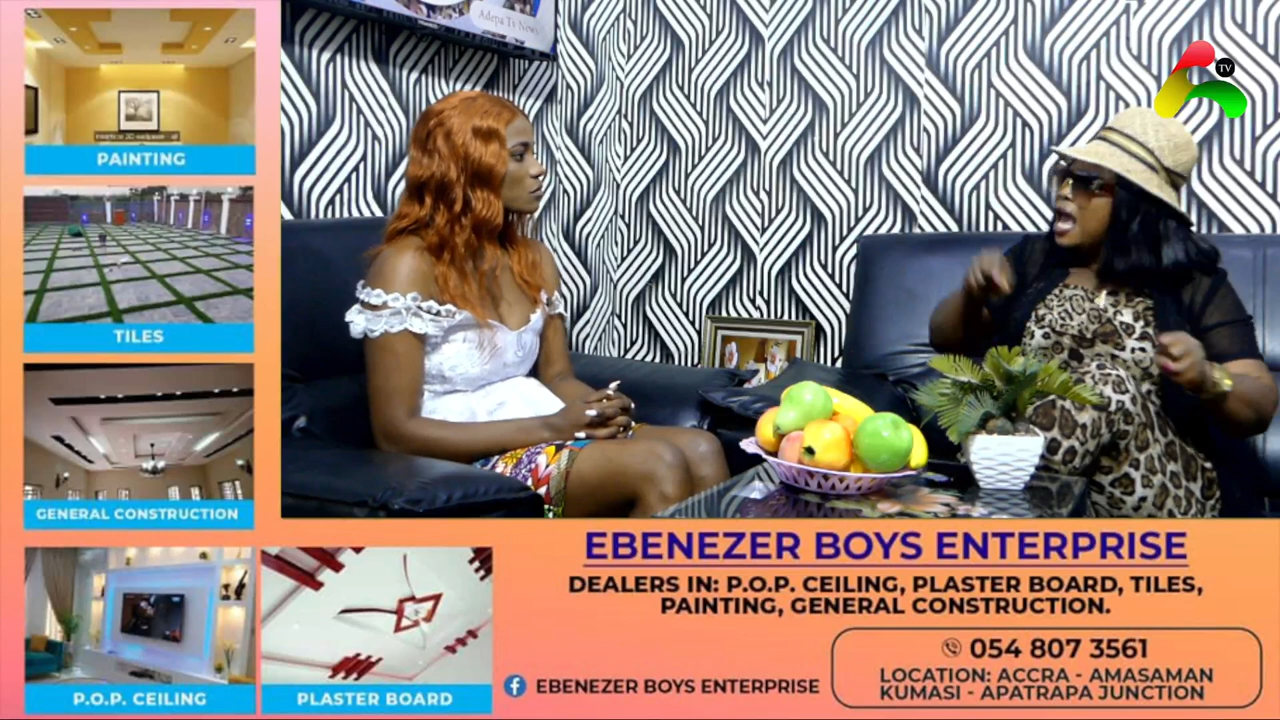 Adepa Tv News
TV
PAINTING
TILES
GENERAL CONSTRUCTION
P.O.P. CEILING
PLASTER BOARD
EBENEZER BOYS ENTERPRISE
DEALERS IN: P.O.P. CEILING, PLASTER BOARD, TILES,
PAINTING, GENERAL CONSTRUCTION.
054 807 3561
LOCATION: ACCRA - AMASAMAN
KUMASI - APATRAPA JUNCTION
EBENEZER BOYS ENTERPRISE